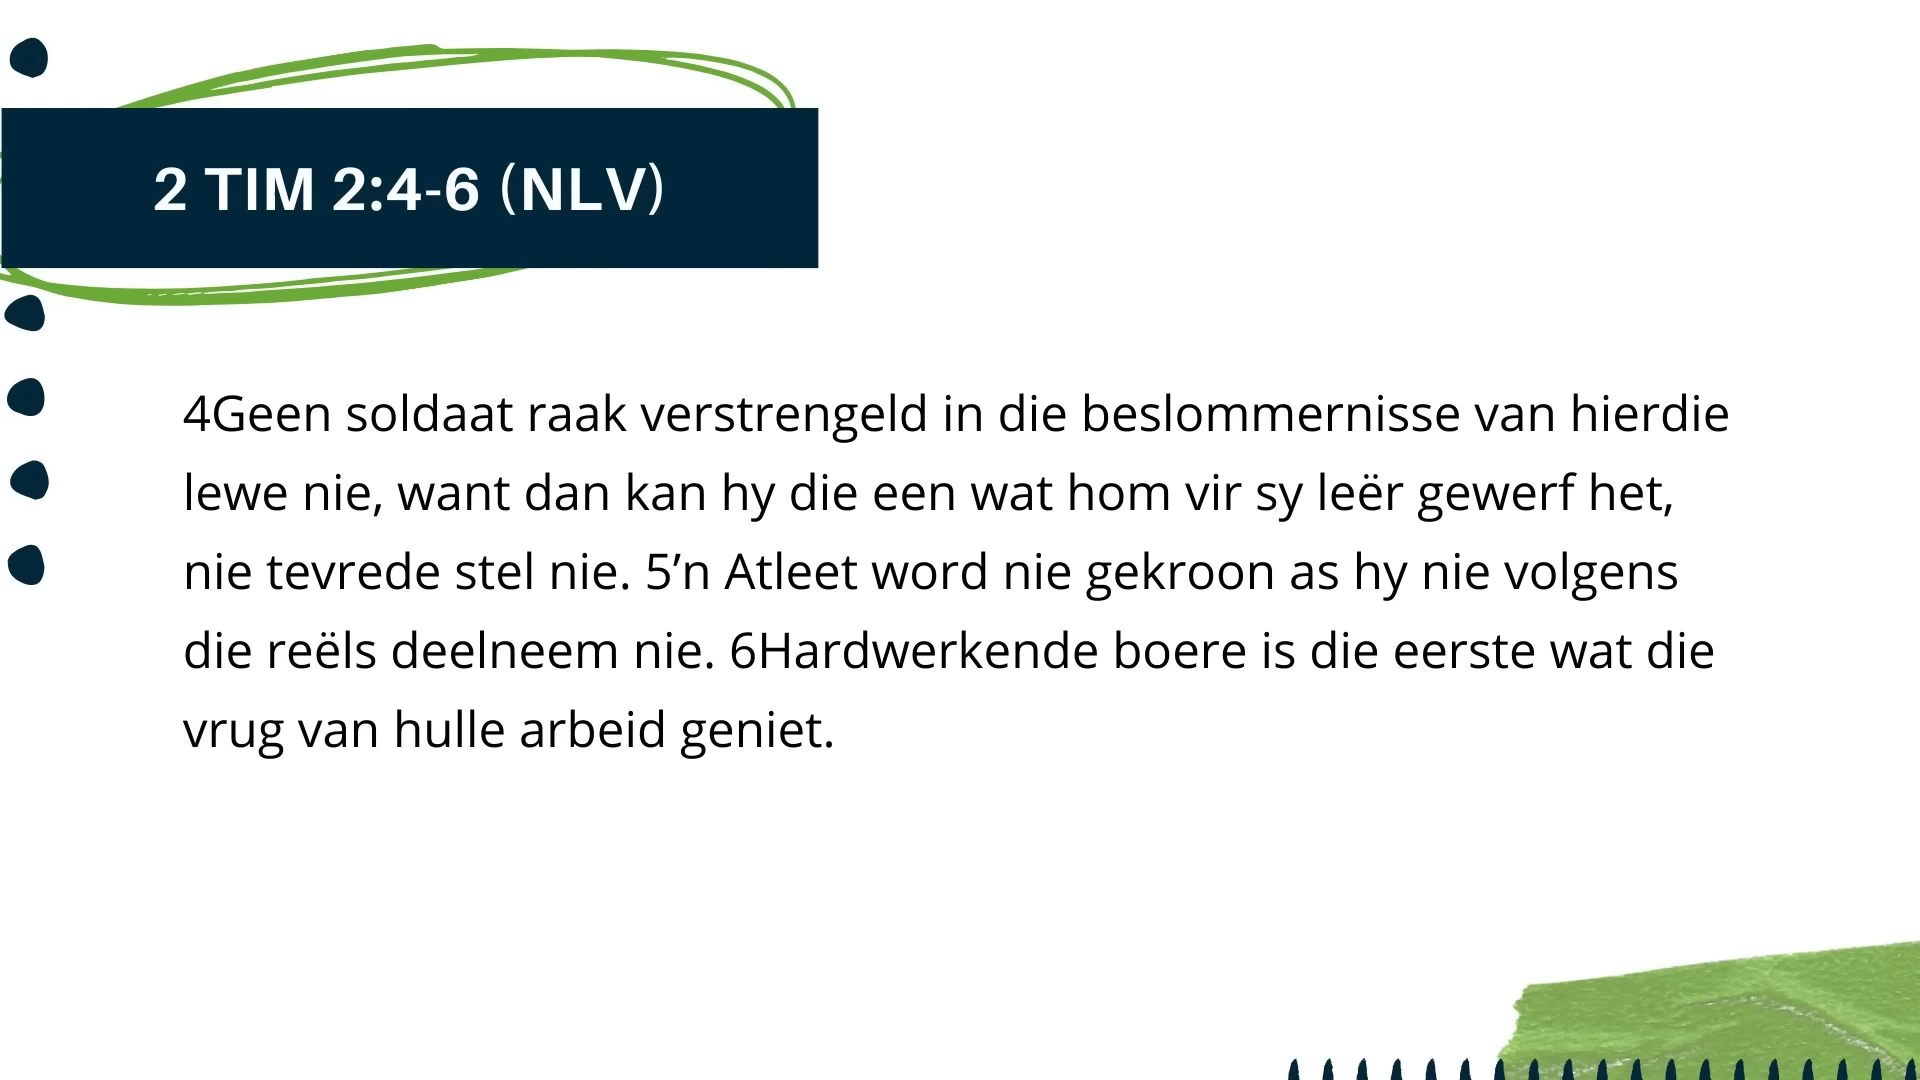 2 TIM 2:4-6 (NLV)
4Geen soldaat raak verstrengeld in die beslommernisse van hierdie
lewe nie, want dan kan hy die een wat hom vir sy leër gewerf het,
nie tevrede stel nie. 5’n Atleet word nie gekroon as hy nie volgens
die reëls deelneem nie. 6Hardwerkende boere is die eerste wat die
vrug van hulle arbeid geniet.